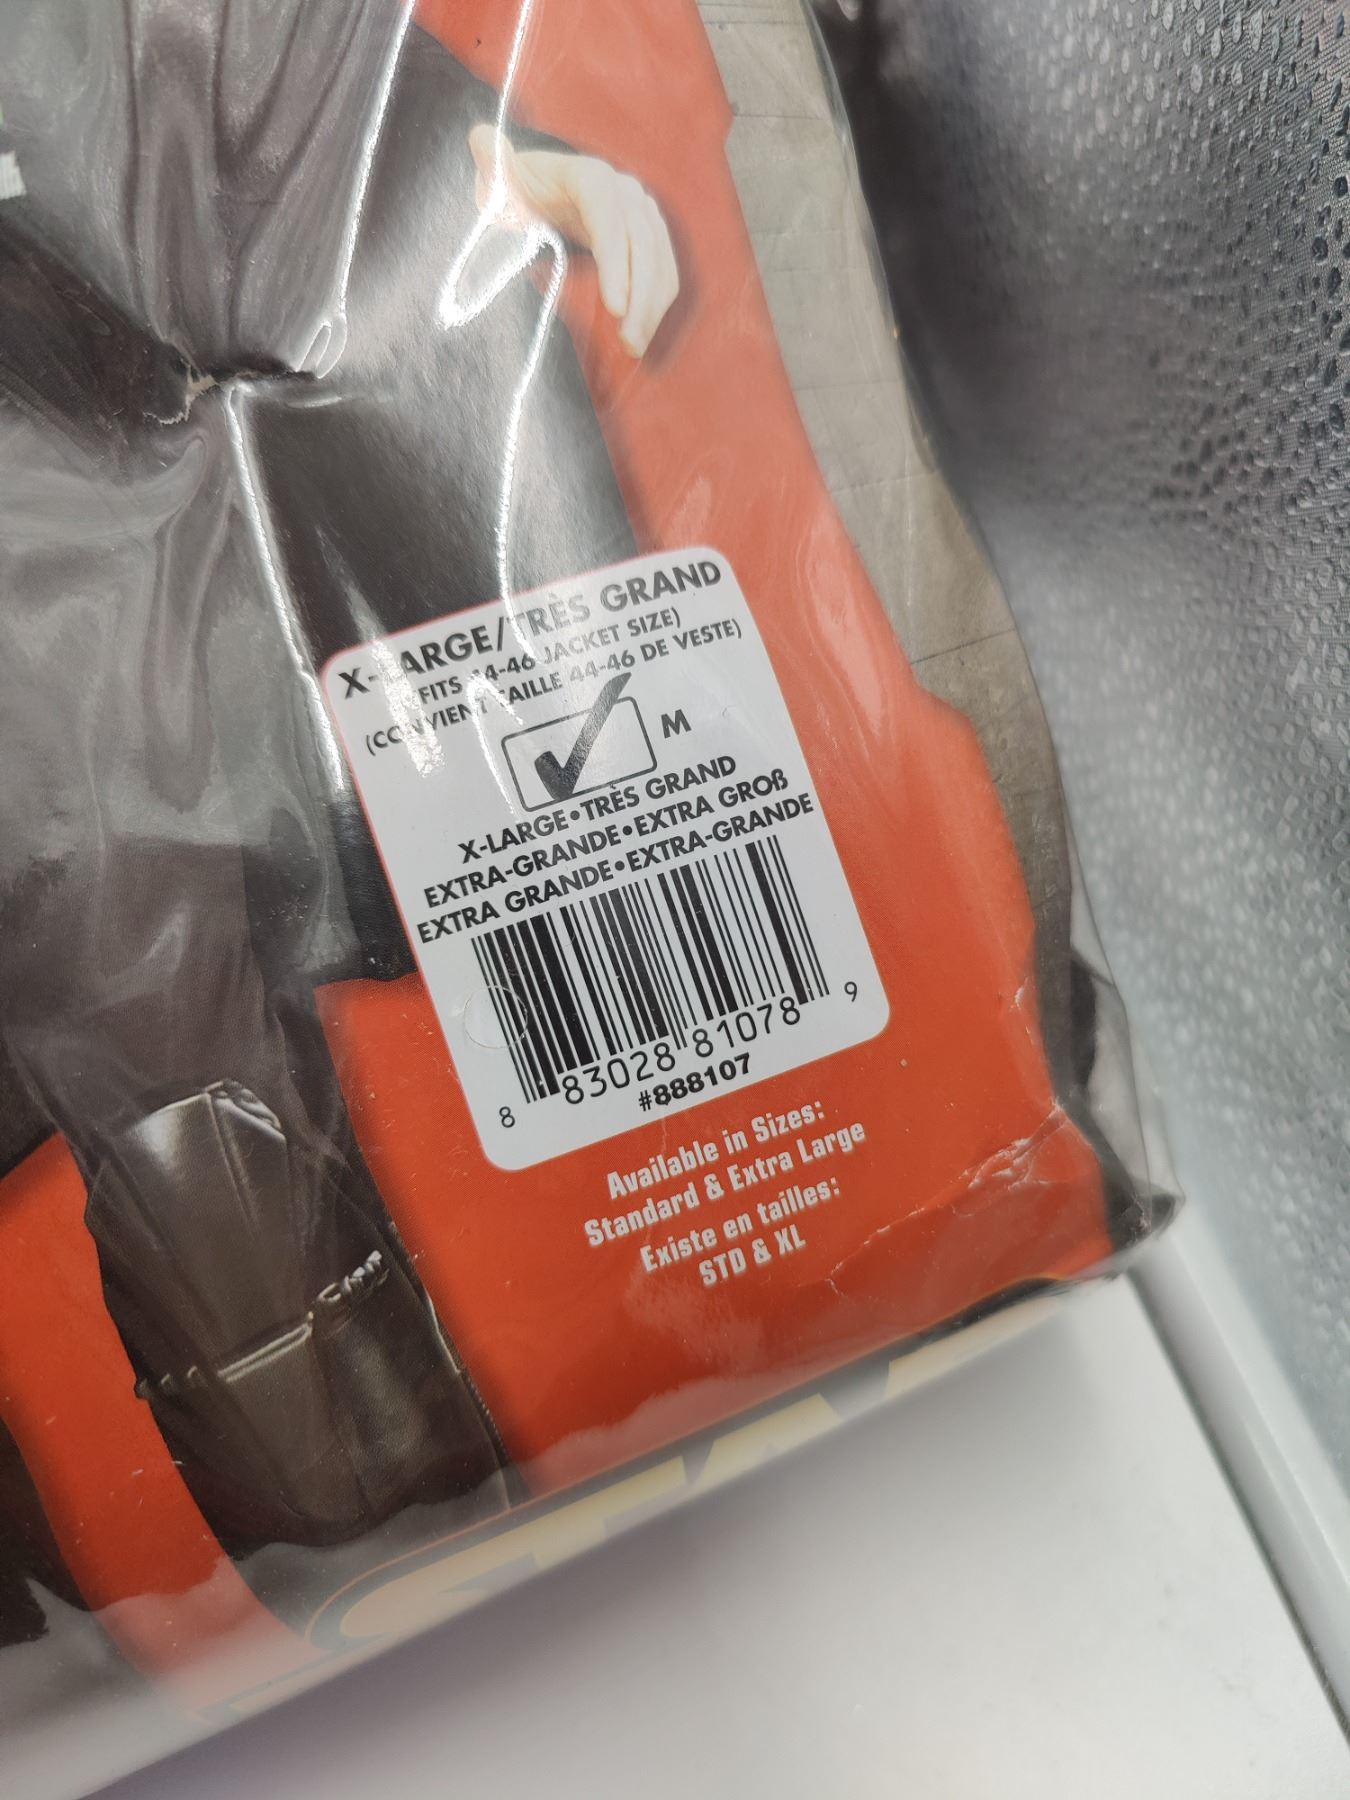 X-LARGE/TRÈS GRAND
FITS 44-46 JACKET SIZE)
(CONVIENT TAILLE 44-46 DE VESTE)
M
X-LARGE•TRÈS GRAND
EXTRA-GRANDE•EXTRA GROß
EXTRA GRANDE•EXTRA-GRANDE
8 83028 81078 9
#888107
Available in Sizes:
Standard & Extra Large
Existe en tailles:
STD & XL